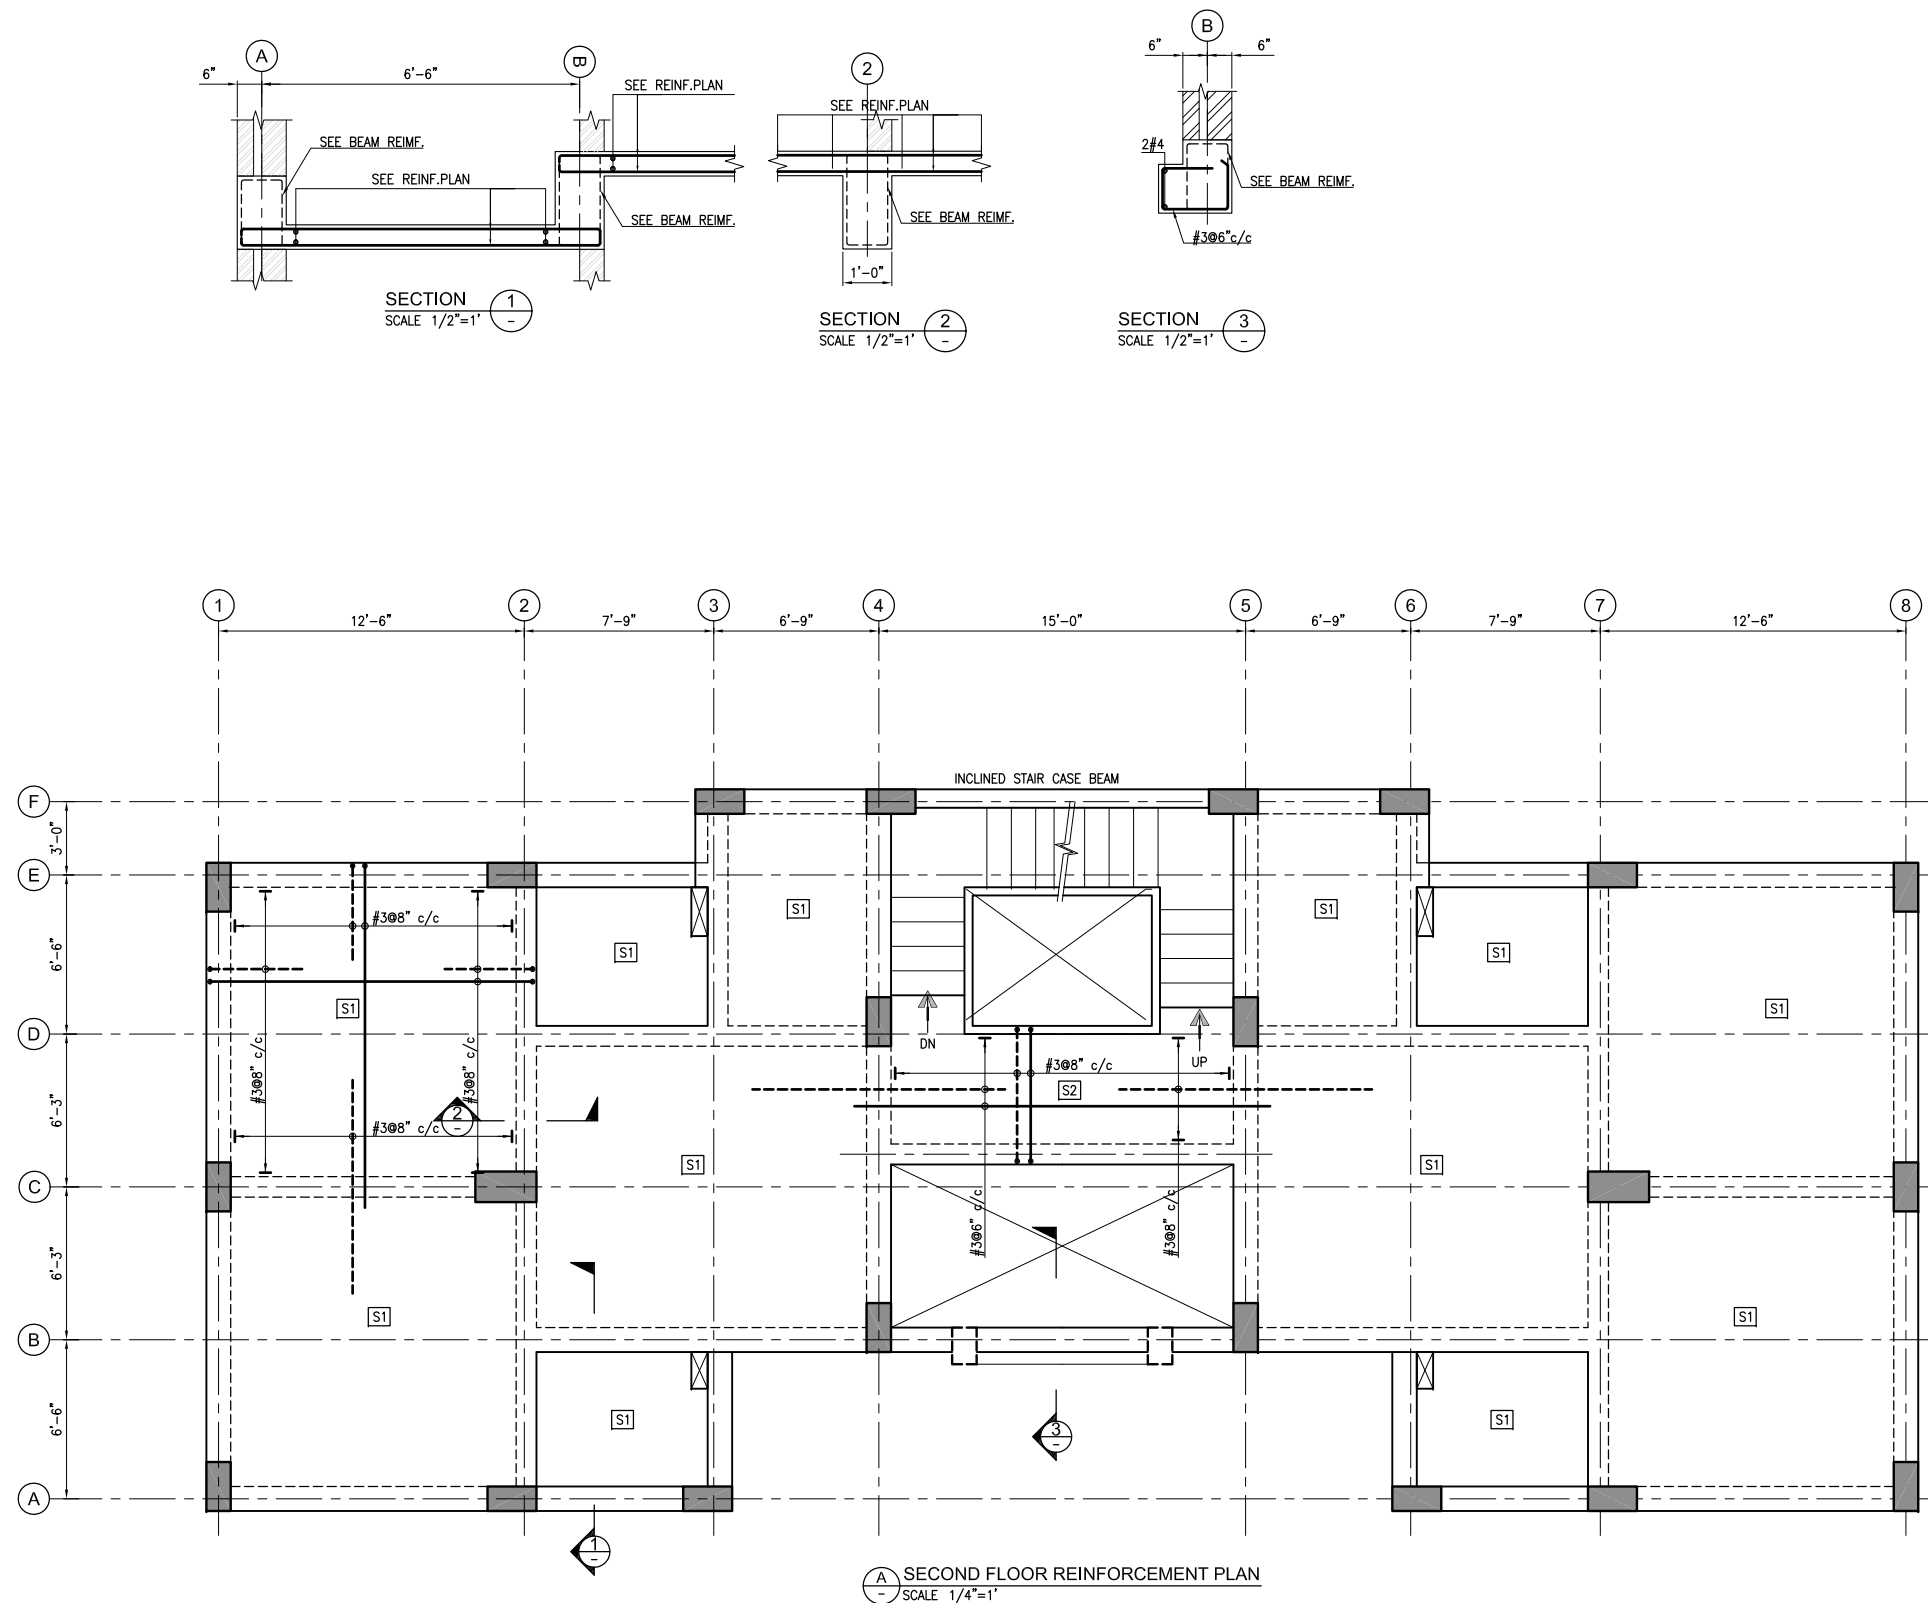 A
B
6"
6'-6"
SEE REINF.PLAN
SEE BEAM REIMF.
SEE REINF.PLAN
SEE BEAM REIMF.
SECTION 1
SCALE 1/2"=1' -
2
SEE REINF.PLAN
SEE BEAM REIMF.
1'-0"
SECTION 2
SCALE 1/2"=1' -
B
6" 6"
2#4
SEE BEAM REIMF.
#3@6"c/c
SECTION 3
SCALE 1/2"=1' -
1 2 3 4 5 6 7 8
12'-6" 7'-9" 6'-9" 15'-0" 6'-9" 7'-9" 12'-6"
INCLINED STAIR CASE BEAM
F
3'-0"
E
#3@8" c/c
S1 S1
6'-6"
S1 S1
S1 S1
D
DN
UP
#3@8" c/c
#3@8" c/c
#3@8" c/c
S2
6'-3"
2
-
#3@8" c/c
S1 S1
C
#3@6" c/c
#3@8" c/c
6'-3"
S1 S1
B
6'-6"
S1 S1
3
-
A
1
-
A SECOND FLOOR REINFORCEMENT PLAN
- SCALE 1/4"=1'